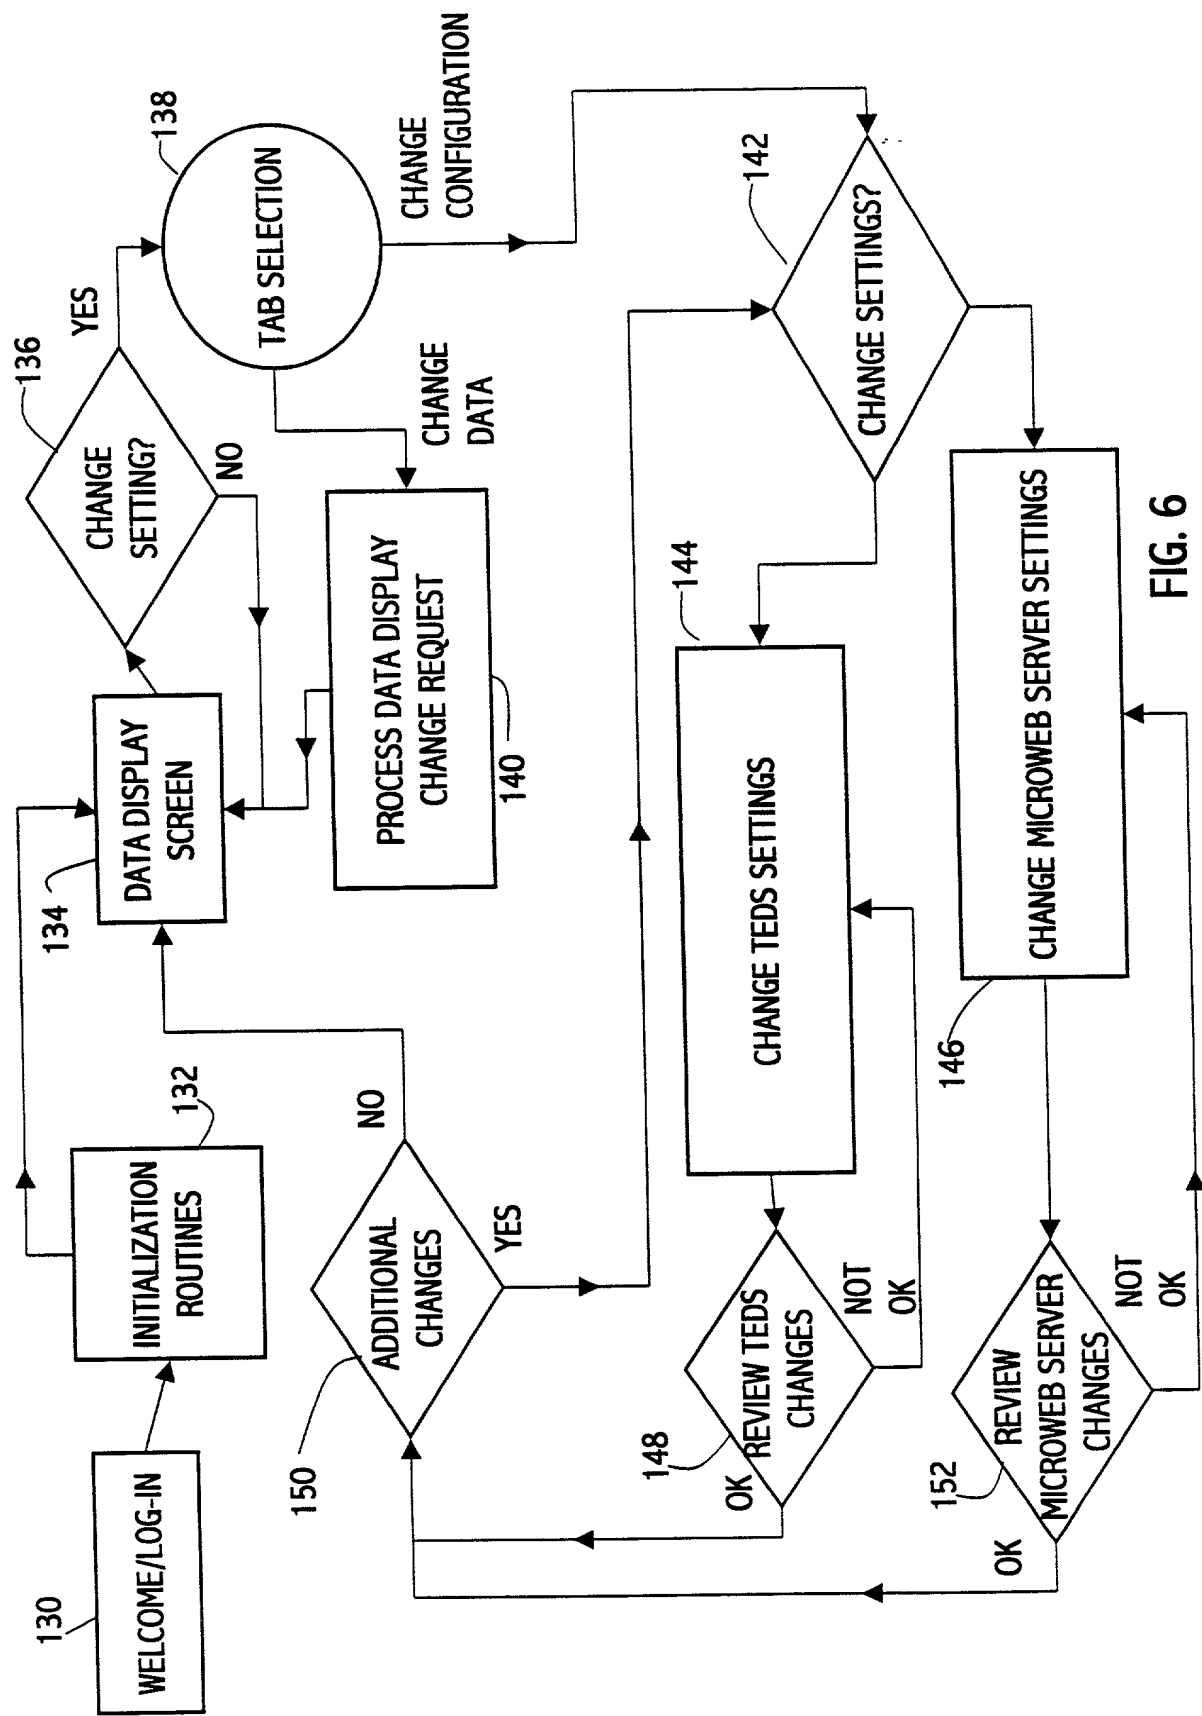 130
WELCOME/LOG-IN
132
INITIALIZATION
ROUTINES
134
DATA DISPLAY
SCREEN
136
CHANGE
SETTING?
YES
NO
138
TAB SELECTION
CHANGE
DATA
CHANGE
CONFIGURATION
PROCESS DATA DISPLAY
CHANGE REQUEST
140
150
ADDITIONAL
CHANGES
NO
YES
142
CHANGE SETTINGS?
144
CHANGE TEDS SETTINGS
148
REVIEW TEDS
CHANGES
OK
NOT
OK
146
CHANGE MICROWEB SERVER SETTINGS
152
REVIEW
MICROWEB SERVER
CHANGES
OK
NOT
OK
FIG. 6